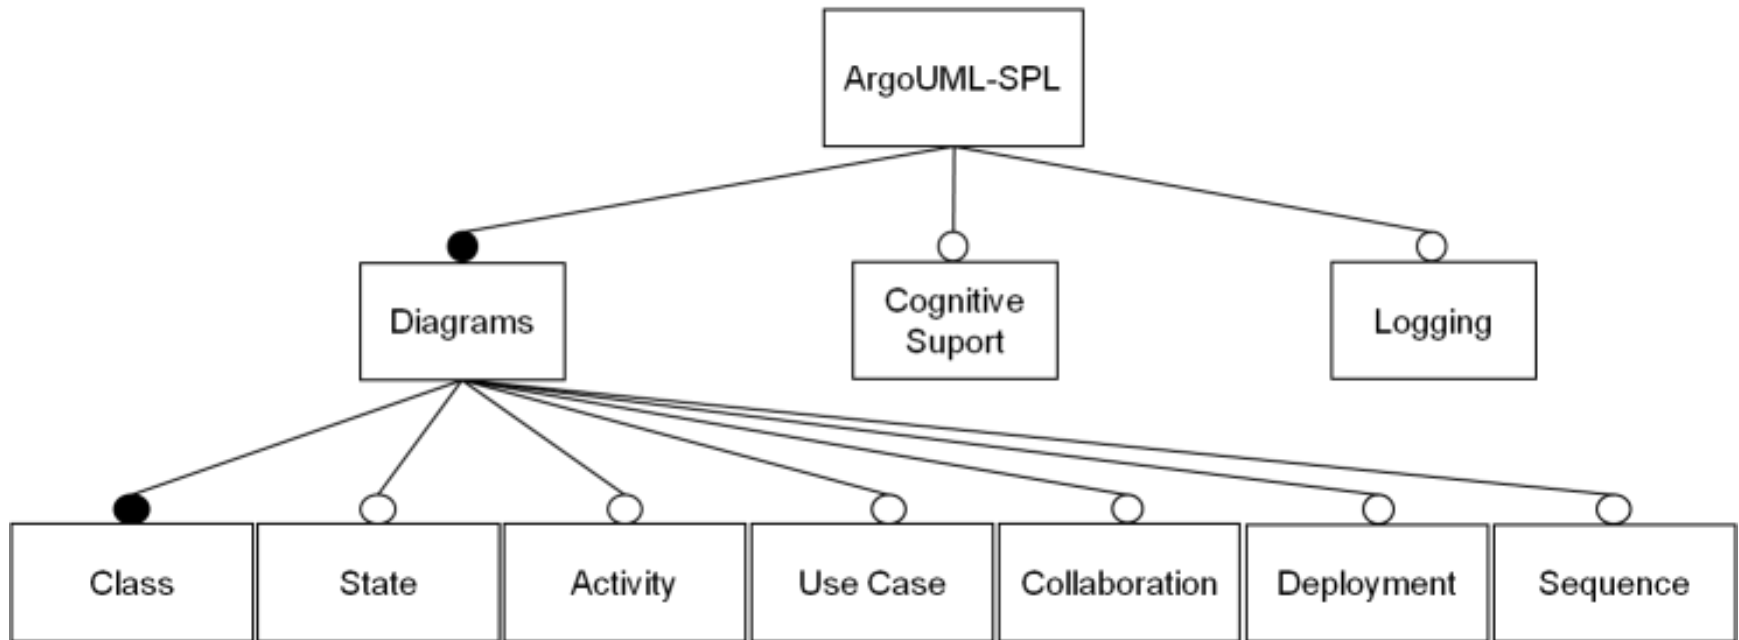 ArgoUML-SPL
Diagrams
Cognitive
Suport
Logging
Class
State
Activity
Use Case
Collaboration
Deployment
Sequence